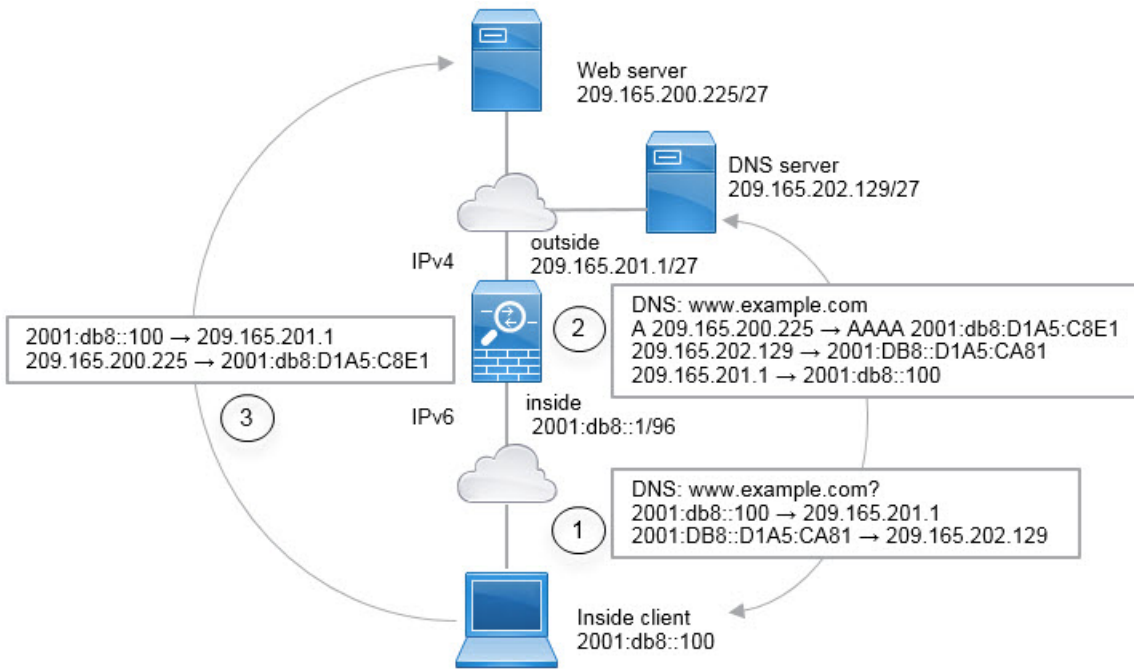 Web server
209.165.200.225/27
DNS server
209.165.202.129/27
outside
209.165.201.1/27
IPv4
2
DNS: www.example.com
A 209.165.200.225 → AAAA 2001:db8:D1A5:C8E1
209.165.202.129 → 2001:DB8::D1A5:CA81
209.165.201.1 → 2001:db8::100
2001:db8::100 → 209.165.201.1
209.165.200.225 → 2001:db8:D1A5:C8E1
3
IPv6
inside
2001:db8::1/96
1
DNS: www.example.com?
2001:db8::100 → 209.165.201.1
2001:DB8::D1A5:CA81 → 209.165.202.129
Inside client
2001:db8::100